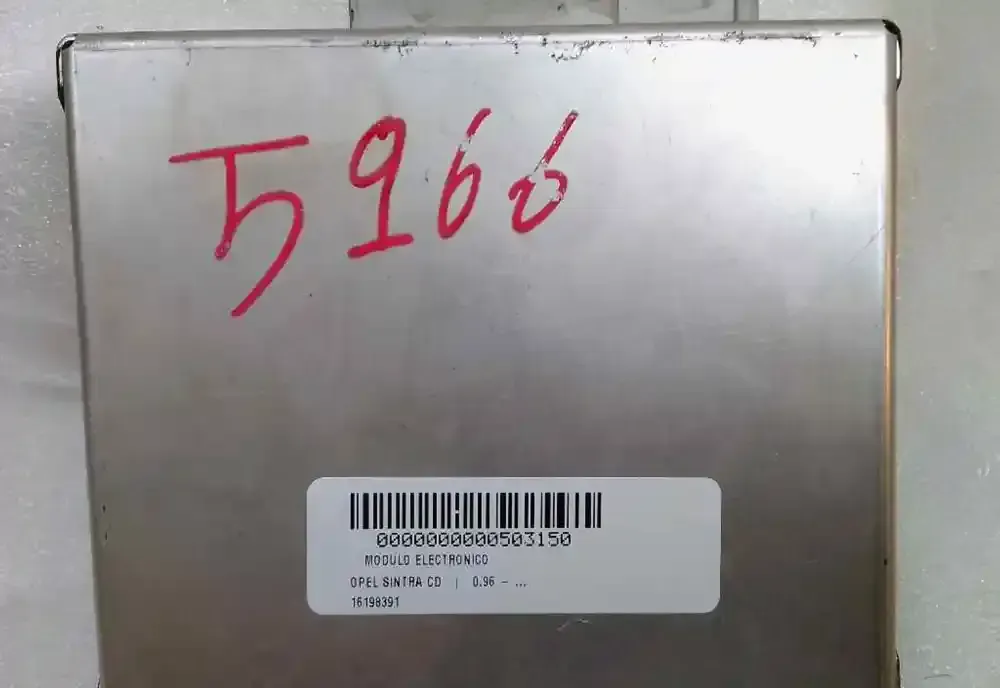 5966
0000000000503150
MODULO ELECTRONICO
OPEL SINTRA CD | 0.96 - ...
16198391